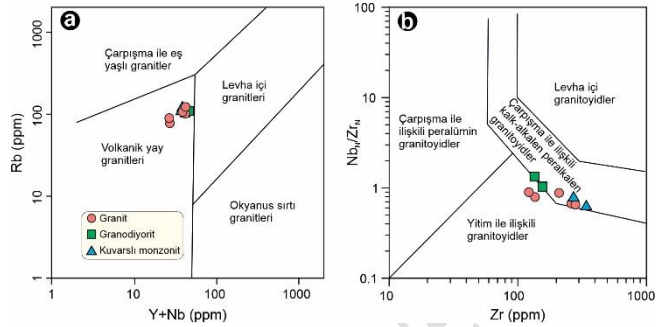 a
1000
100
10
1
Rb (ppm)
Çarpışma ile eş
yaşlı granitler
Levha içi
granitleri
Volkanik yay
granitleri
Okyanus sırtı
granitleri
Granit
Granodiyorit
Kuvarslı monzonit
1
10
100
1000
Y+Nb (ppm)
b
100
10
1
0.1
NbN/ZrN
Levha içi
granitoyidler
Çarpışma ile
ilişkili peralümin
granitoyidler
Çarpışma ile ilişkili
kalk-alkalen peralkalen
granitoyidler
Yitim ile ilişkili
granitoyidler
10
100
1000
Zr (ppm)